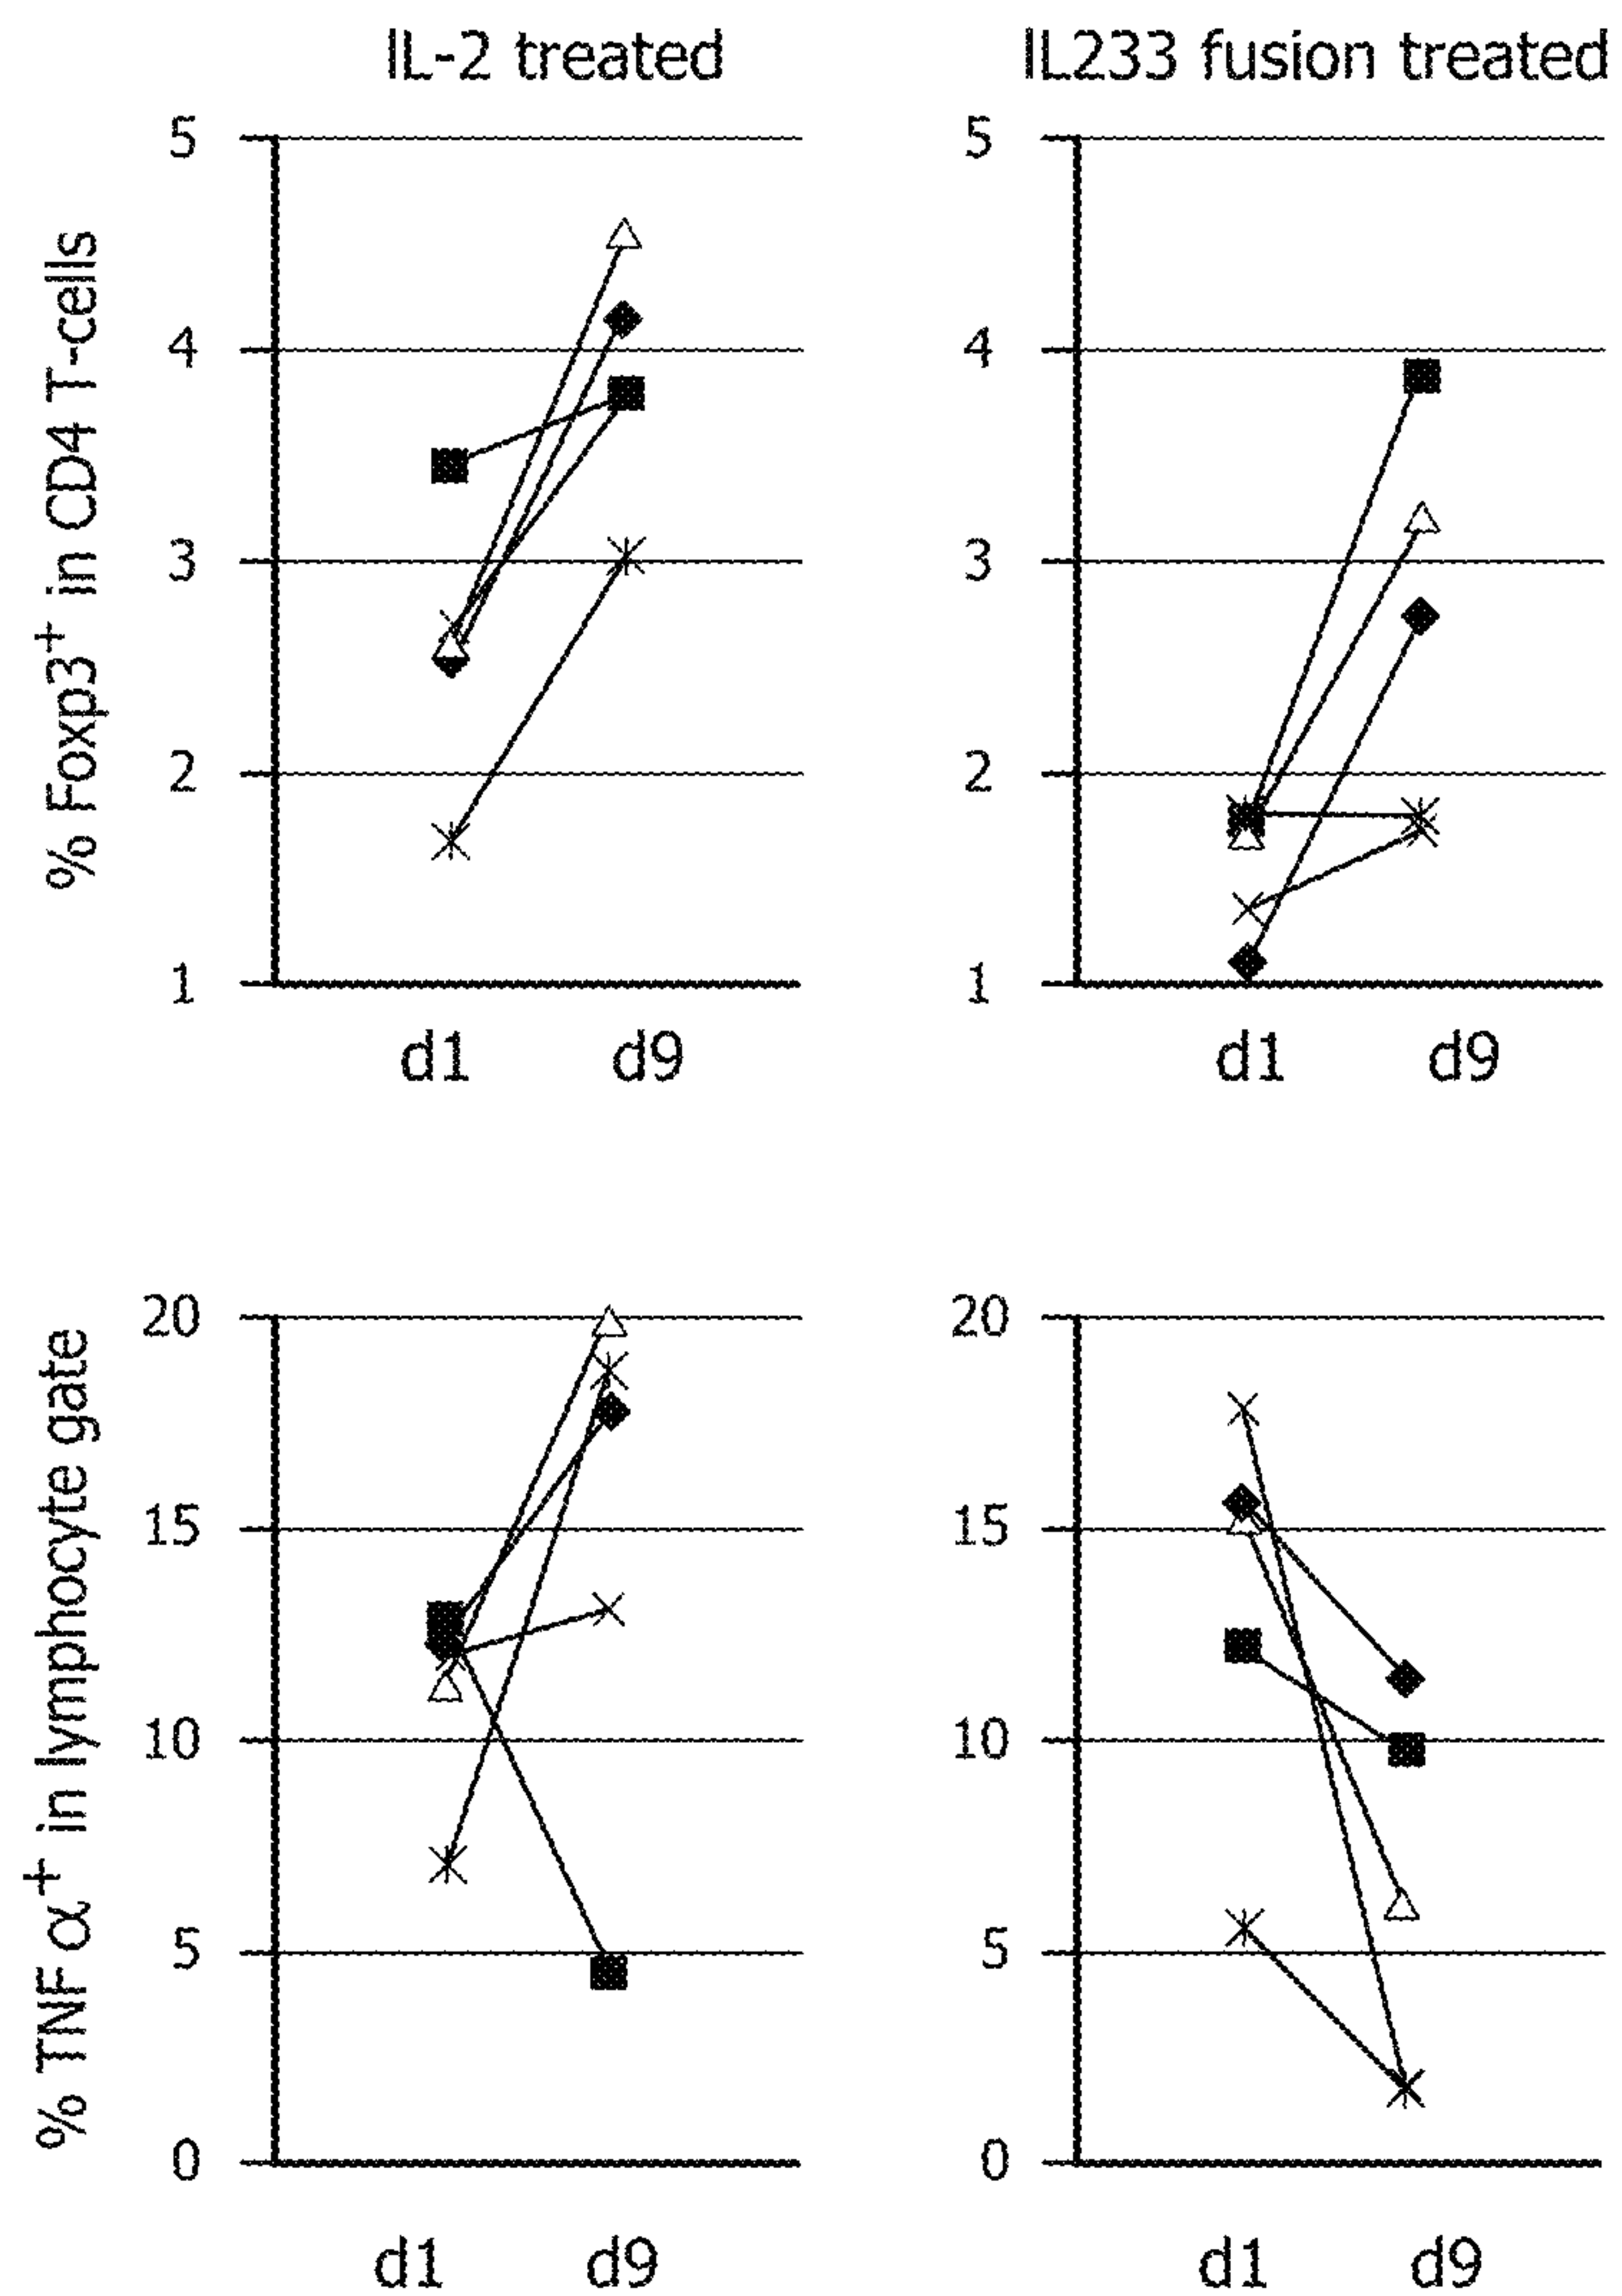 IL-2 treated
IL233 fusion treated
% Foxp3⁺ in CD4 T-cells
5
4
3
2
1
d1 d9
5
4
3
2
1
d1 d9
% TNF α⁺ in lymphocyte gate
20
15
10
5
0
d1 d9
20
15
10
5
0
d1 d9